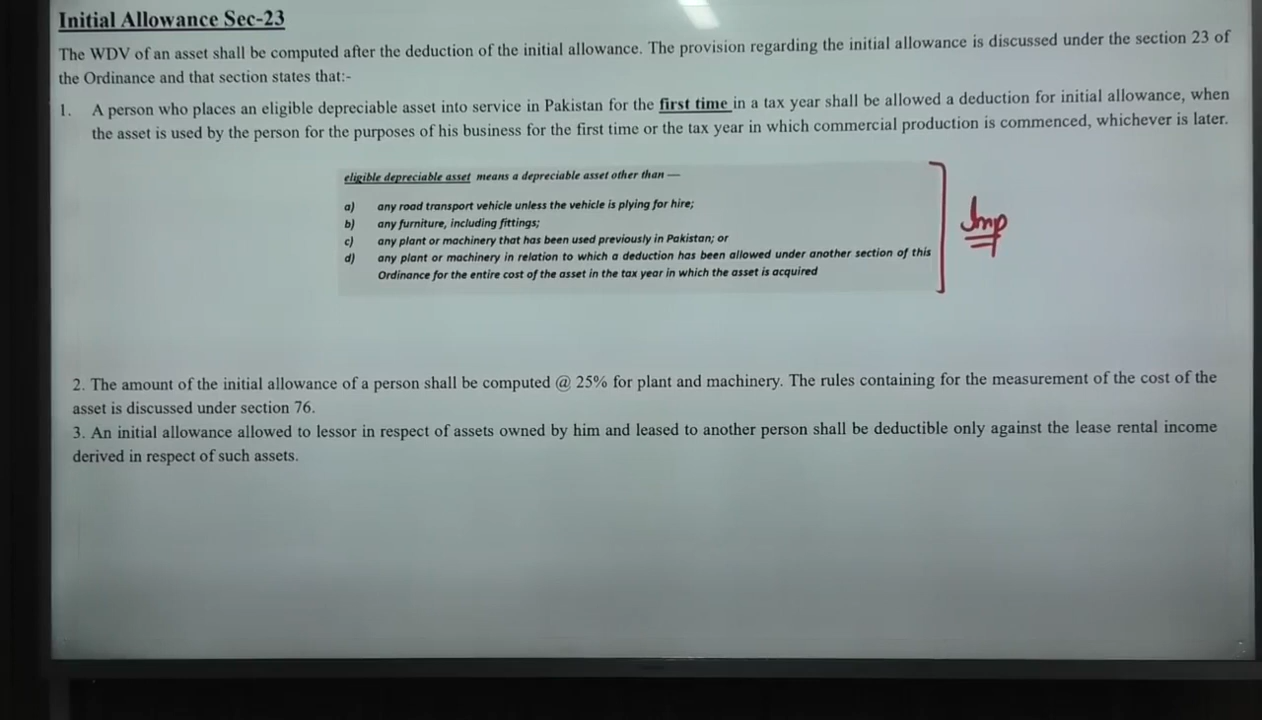 Initial Allowance Sec-23
The WDV of an asset shall be computed after the deduction of the initial allowance. The provision regarding the initial allowance is discussed under the section 23 of
the Ordinance and that section states that:-
1. A person who places an eligible depreciable asset into service in Pakistan for the first time in a tax year shall be allowed a deduction for initial allowance, when
the asset is used by the person for the purposes of his business for the first time or the tax year in which commercial production is commenced, whichever is later.
eligible depreciable asset means a depreciable asset other than —
a) any road transport vehicle unless the vehicle is plying for hire;
b) any furniture, including fittings;
c) any plant or machinery that has been used previously in Pakistan; or
d) any plant or machinery in relation to which a deduction has been allowed under another section of this
Ordinance for the entire cost of the asset in the tax year in which the asset is acquired
Imp
2. The amount of the initial allowance of a person shall be computed @ 25% for plant and machinery. The rules containing for the measurement of the cost of the
asset is discussed under section 76.
3. An initial allowance allowed to lessor in respect of assets owned by him and leased to another person shall be deductible only against the lease rental income
derived in respect of such assets.